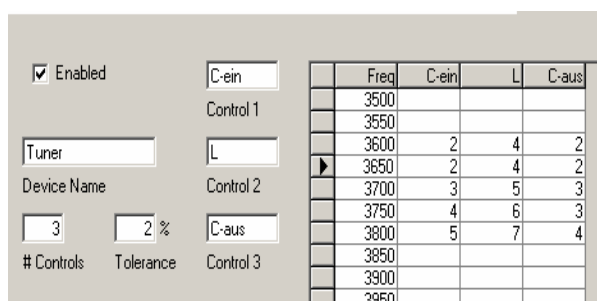 Enabled
C-ein
Control 1
Tuner
Device Name
L
Control 2
3
# Controls
2 %
Tolerance
C-aus
Control 3
Freq C-ein L C-aus
3500
3550
3600 2 4 2
3650 2 4 2
3700 3 5 3
3750 4 6 3
3800 5 7 4
3850
3900
3950